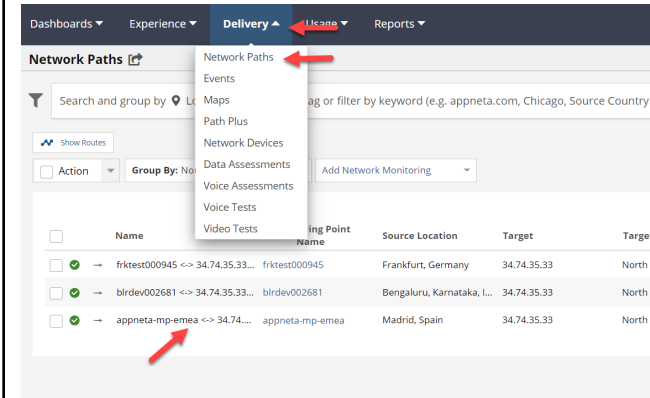 Dashboards Experience Delivery Usage Reports
Network Paths
Network Paths
Search and group by ag or filter by keyword (e.g. appneta.com, Chicago, Source Country
Events
Maps
Path Plus
Show Routes
Network Devices
Action Group By: Add Network Monitoring
Data Assessments
Voice Assessments
Voice Tests
Video Tests
Name ing Point Name Source Location Target Targe
frktest000945 <-> 34.74.35.33... frktest000945 Frankfurt, Germany 34.74.35.33 North
blrdev002681 <-> 34.74.35.33... blrdev002681 Bengaluru, Karnataka, I... 34.74.35.33 North
appneta-mp-emea <-> 34.74.... appneta-mp-emea Madrid, Spain 34.74.35.33 North